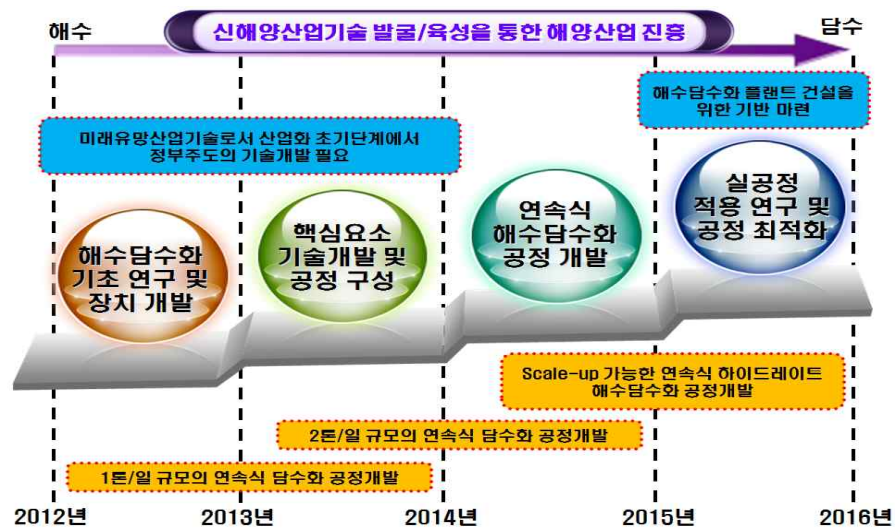 해수
신해양산업기술 발굴/육성을 통한 해양산업 진흥
담수
미래유망산업기술로서 산업화 초기단계에서
정부주도의 기술개발 필요
해수담수화 플랜트 건설을
위한 기반 마련
해수담수화
기초 연구 및
장치 개발
핵심요소
기술개발 및
공정 구성
연속식
해수담수화
공정 개발
실공정
적용 연구 및
공정 최적화
Scale-up 가능한 연속식 하이드레이트
해수담수화 공정개발
2톤/일 규모의 연속식 담수화 공정개발
1톤/일 규모의 연속식 담수화 공정개발
2012년
2013년
2014년
2015년
2016년